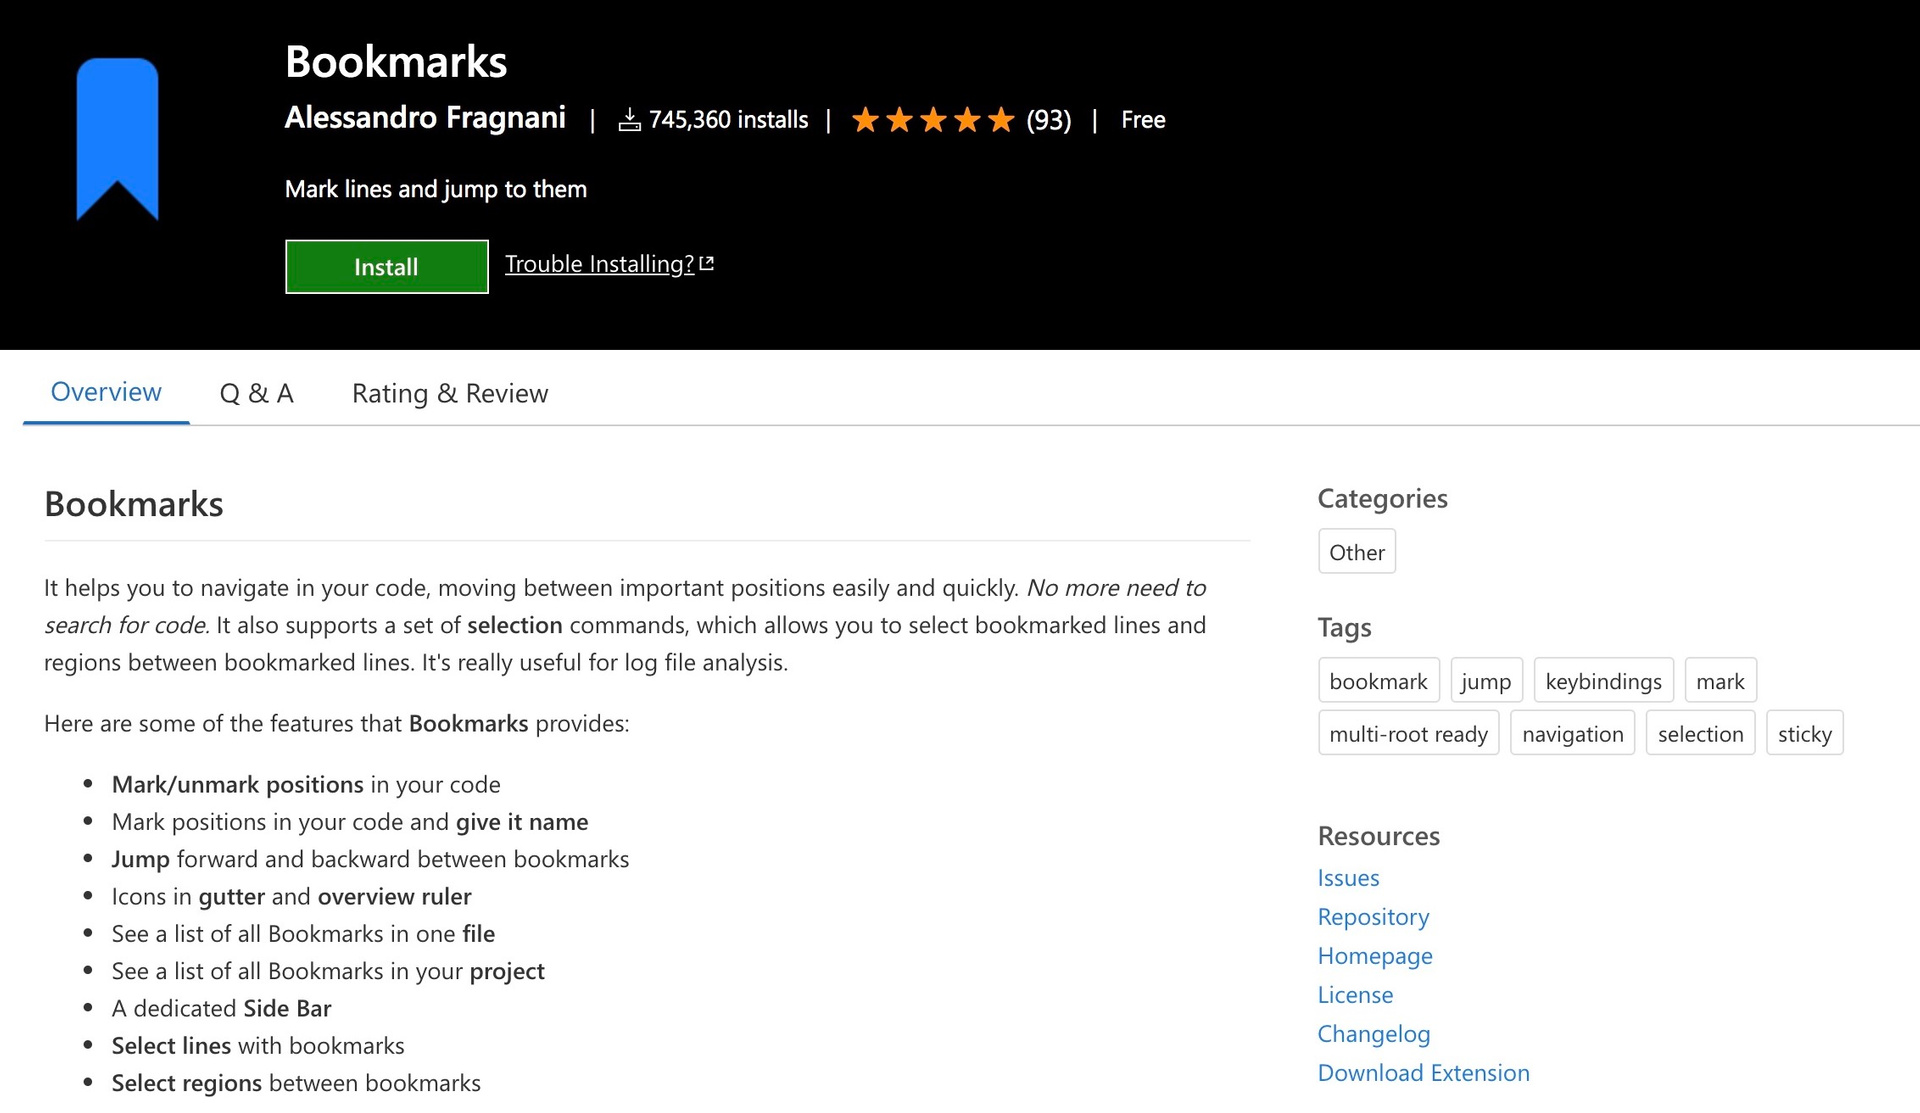 Bookmarks
Alessandro Fragnani | 745,360 installs | (93) | Free
Mark lines and jump to them
Install Trouble Installing?
Overview Q & A Rating & Review
Bookmarks
It helps you to navigate in your code, moving between important positions easily and quickly. No more need to
search for code. It also supports a set of selection commands, which allows you to select bookmarked lines and
regions between bookmarked lines. It's really useful for log file analysis.
Here are some of the features that Bookmarks provides:
• Mark/unmark positions in your code
• Mark positions in your code and give it name
• Jump forward and backward between bookmarks
• Icons in gutter and overview ruler
• See a list of all Bookmarks in one file
• See a list of all Bookmarks in your project
• A dedicated Side Bar
• Select lines with bookmarks
• Select regions between bookmarks
Categories
Other
Tags
bookmark jump keybindings mark
multi-root ready navigation selection sticky
Resources
Issues
Repository
Homepage
License
Changelog
Download Extension